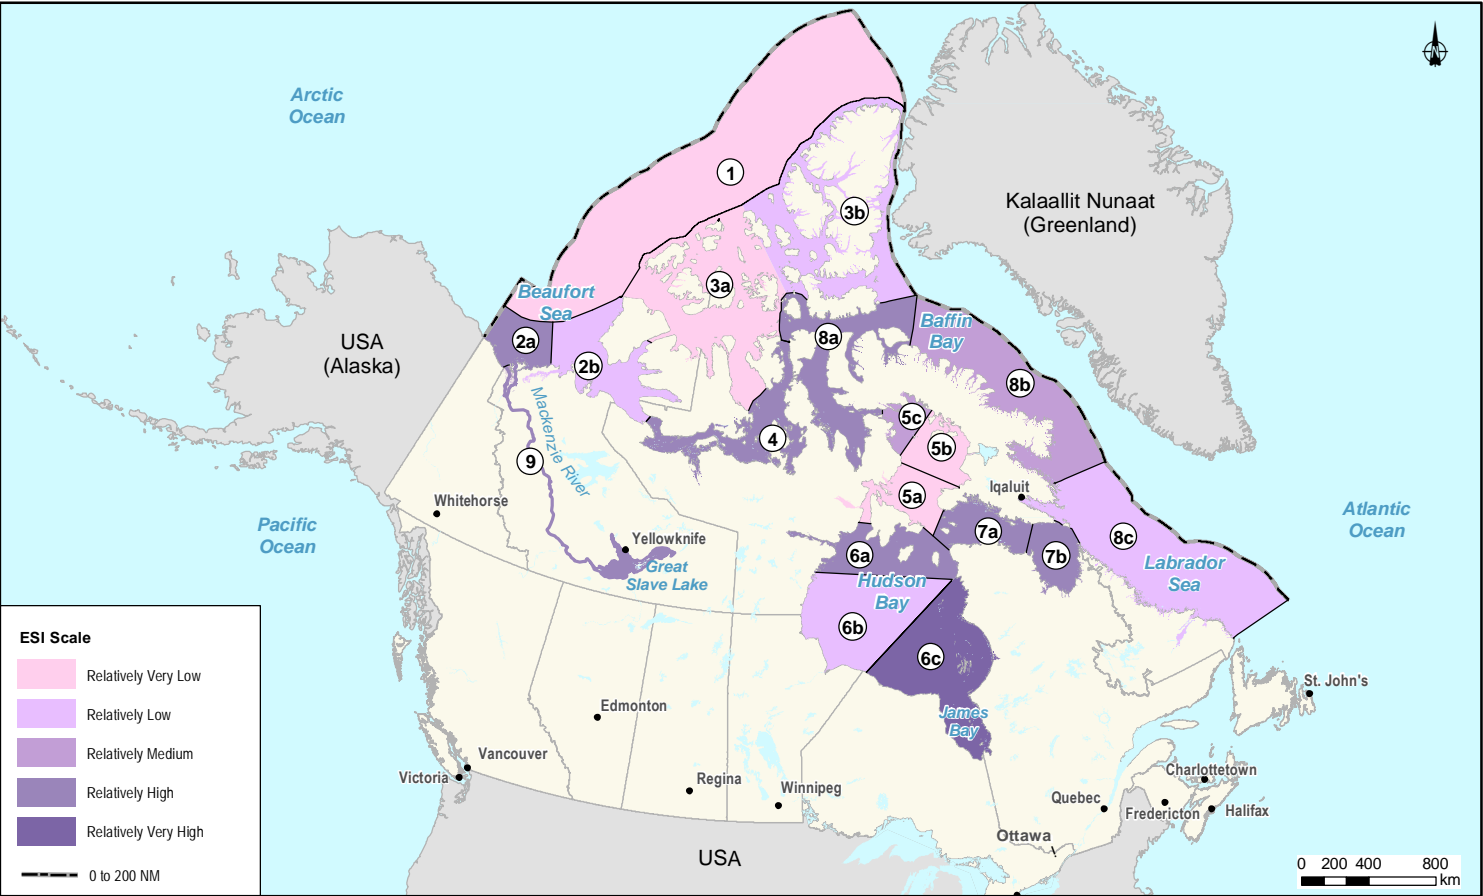 Arctic
Ocean
1
3b
Kalaallit Nunaat
(Greenland)
3a
Beaufort
Sea
USA
(Alaska)
2a
2b
8a
Baffin
Bay
8b
Mackenzie River
5c
4
5b
9
5a
Iqaluit
Whitehorse
Pacific
Ocean
Atlantic
Ocean
Yellowknife
Great
Slave Lake
7a
7b
8c
6a
Hudson
Bay
Labrador
Sea
6b
6c
ESI Scale
Relatively Very Low
Relatively Low
Relatively Medium
Relatively High
Relatively Very High
0 to 200 NM
St. John's
Edmonton
James
Bay
Vancouver
Victoria
Regina
Winnipeg
Charlottetown
Quebec
Fredericton
Halifax
Ottawa
USA
0 200 400 800
km